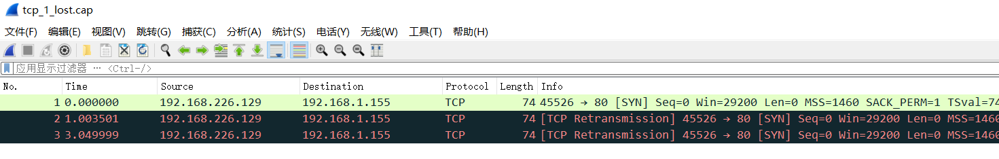 tcp_1_lost.cap
文件(F) 编辑(E) 视图(V) 跳转(G) 捕获(C) 分析(A) 统计(S) 电话(Y) 无线(W) 工具(T) 帮助(H)
应用显示过滤器 … <Ctrl-/>
No. Time Source Destination Protocol Length Info
1 0.000000 192.168.226.129 192.168.1.155 TCP 74 45526 → 80 [SYN] Seq=0 Win=29200 Len=0 MSS=1460 SACK_PERM=1 TSval=74
2 1.003501 192.168.226.129 192.168.1.155 TCP 74 [TCP Retransmission] 45526 → 80 [SYN] Seq=0 Win=29200 Len=0 MSS=1460
3 3.049999 192.168.226.129 192.168.1.155 TCP 74 [TCP Retransmission] 45526 → 80 [SYN] Seq=0 Win=29200 Len=0 MSS=1460